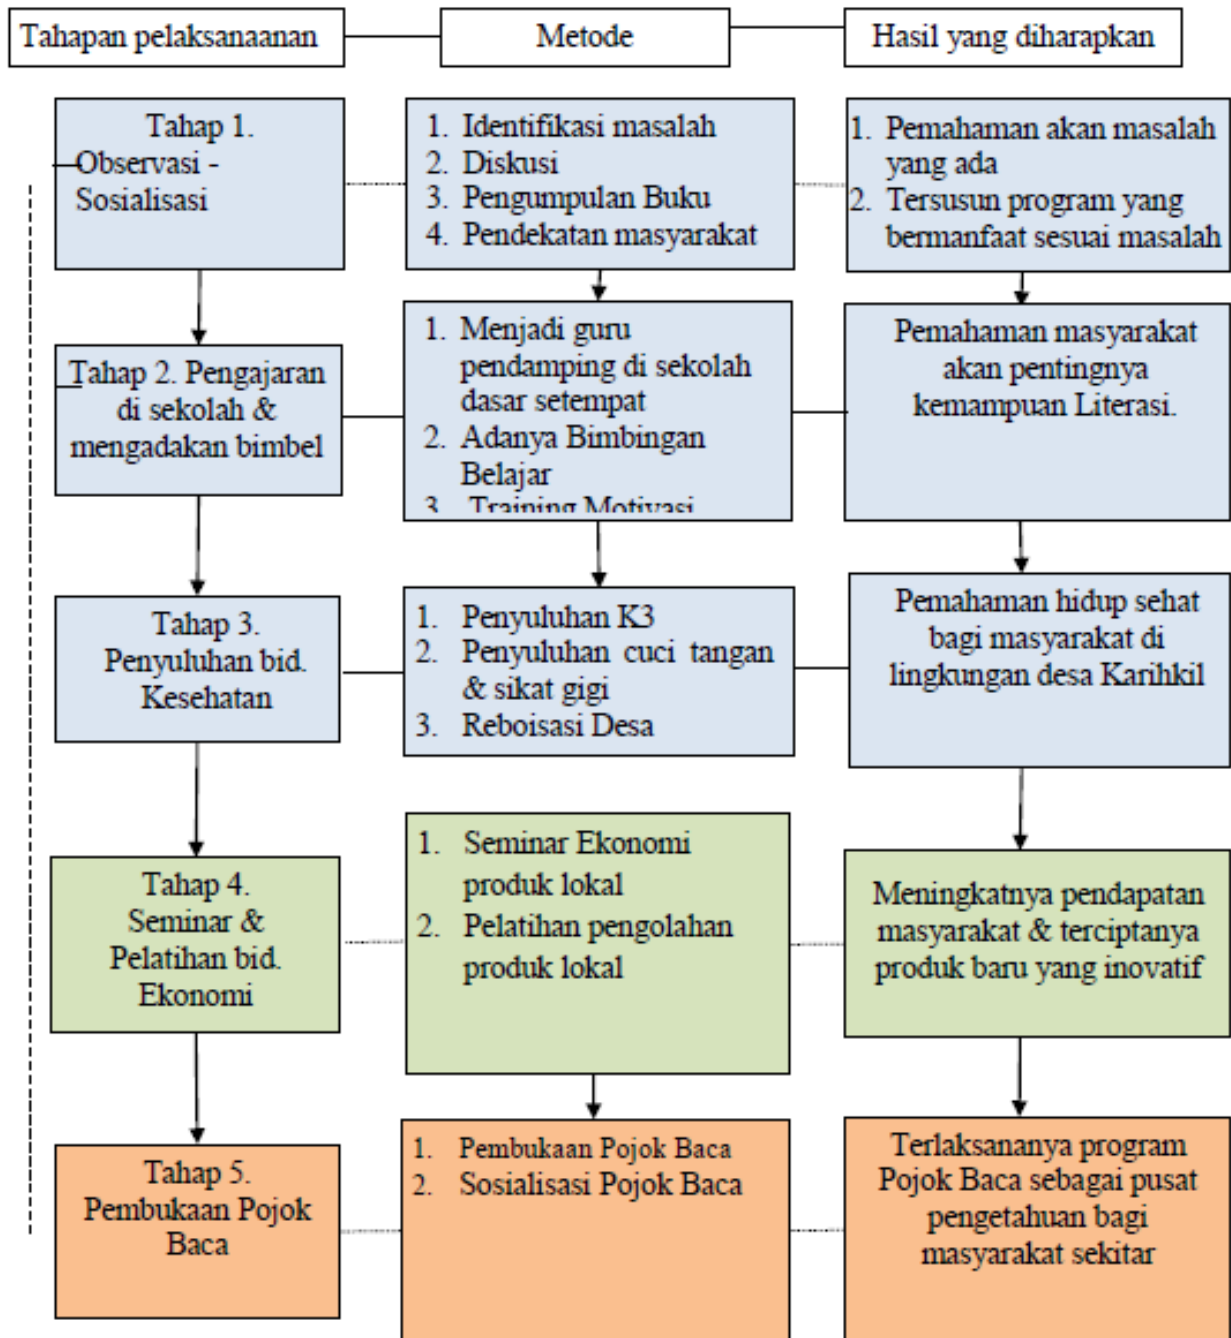 Tahapan pelaksanaanan
Metode
Hasil yang diharapkan
Tahap 1.
Observasi -
Sosialisasi
1. Identifikasi masalah
2. Diskusi
3. Pengumpulan Buku
4. Pendekatan masyarakat
1. Pemahaman akan masalah
yang ada
2. Tersusun program yang
bermanfaat sesuai masalah
Tahap 2. Pengajaran
di sekolah &
mengadakan bimbel
1. Menjadi guru
pendamping di sekolah
dasar setempat
2. Adanya Bimbingan
Belajar
3. Training Motivasi
Pemahaman masyarakat
akan pentingnya
kemampuan Literasi.
Tahap 3.
Penyuluhan bid.
Kesehatan
1. Penyuluhan K3
2. Penyuluhan cuci tangan
& sikat gigi
3. Reboisasi Desa
Pemahaman hidup sehat
bagi masyarakat di
lingkungan desa Karihkil
Tahap 4.
Seminar &
Pelatihan bid.
Ekonomi
1. Seminar Ekonomi
produk lokal
2. Pelatihan pengolahan
produk lokal
Meningkatnya pendapatan
masyarakat & terciptanya
produk baru yang inovatif
Tahap 5.
Pembukaan Pojok
Baca
1. Pembukaan Pojok Baca
2. Sosialisasi Pojok Baca
Terlaksananya program
Pojok Baca sebagai pusat
pengetahuan bagi
masyarakat sekitar